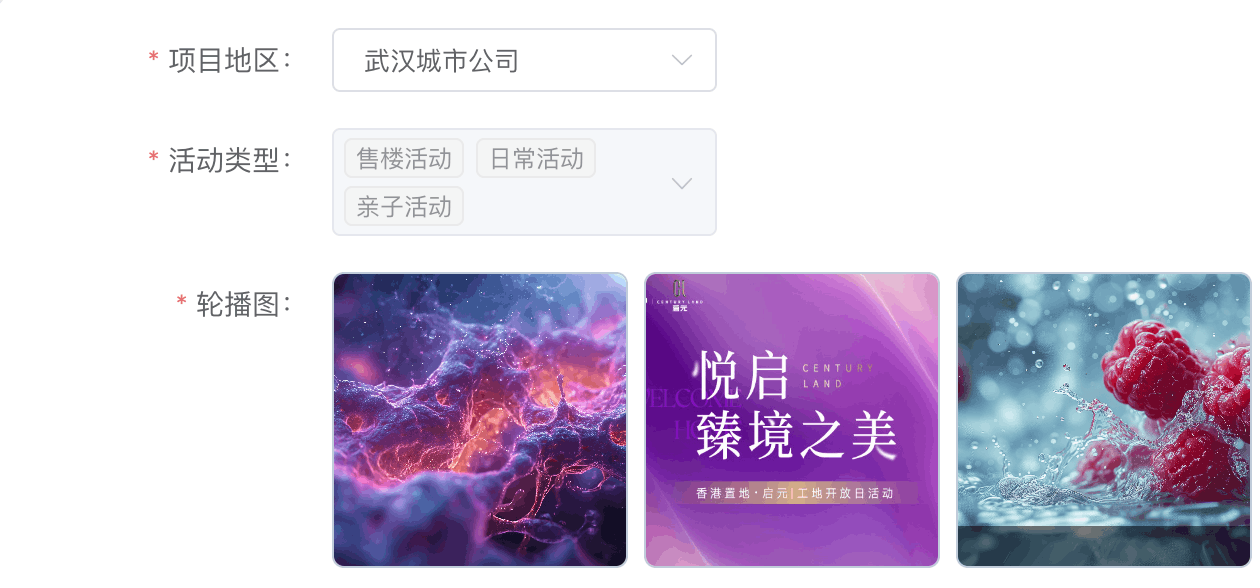 * 项目地区：
武汉城市公司
* 活动类型：
售楼活动 日常活动
亲子活动
* 轮播图：
CENTURY LAND
启元
悦启
CENTURY
LAND
臻境之美
香港置地·启元|工地开放日活动